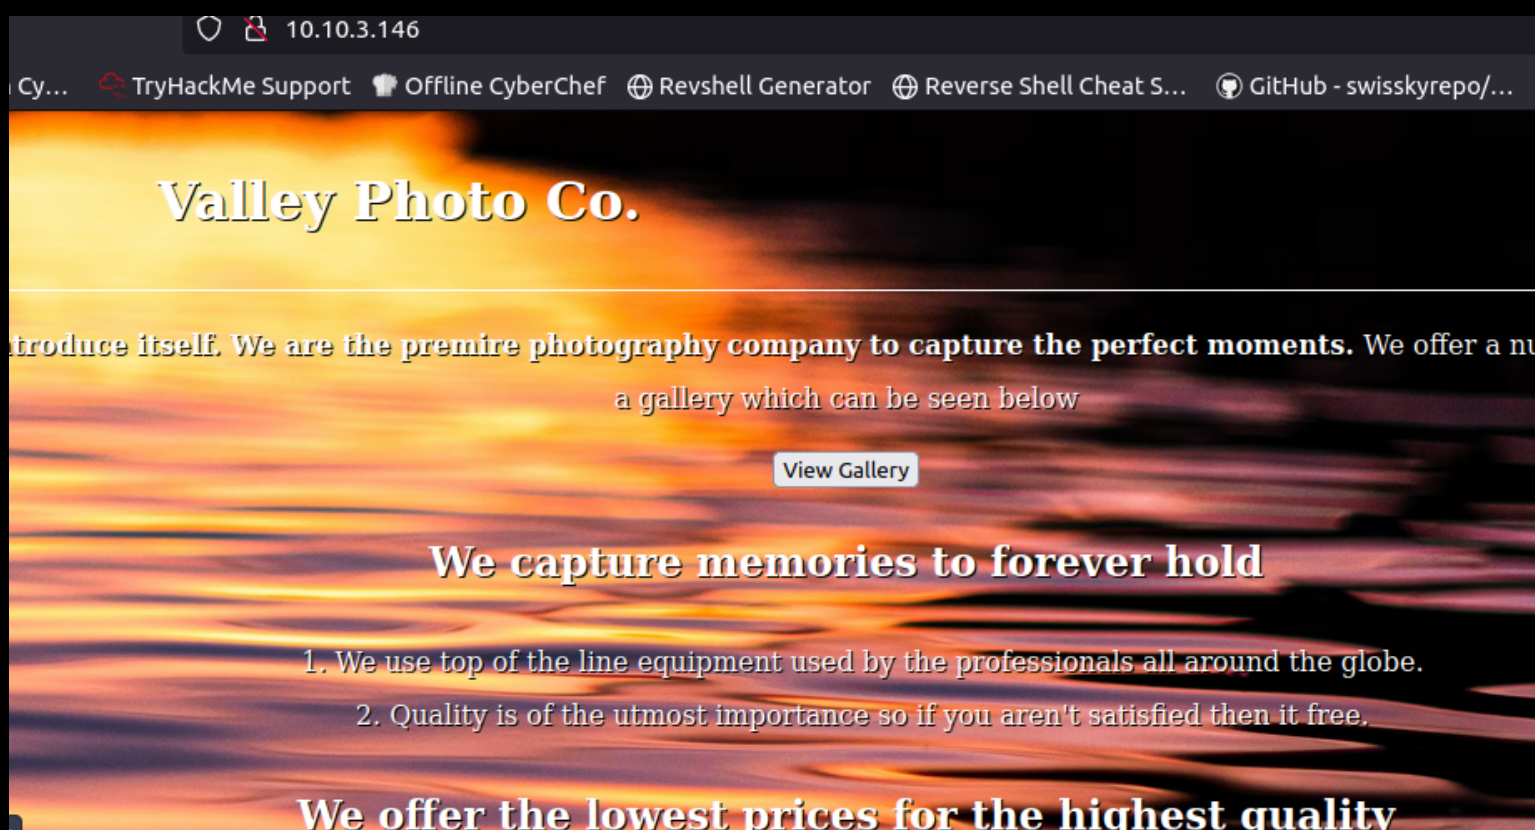 10.10.3.146
Cy... TryHackMe Support Offline CyberChef Revshell Generator Reverse Shell Cheat S... GitHub - swisskyrepo/...
Valley Photo Co.
troduce itself. We are the premire photography company to capture the perfect moments. We offer a nu
a gallery which can be seen below
View Gallery
We capture memories to forever hold
1. We use top of the line equipment used by the professionals all around the globe.
2. Quality is of the utmost importance so if you aren't satisfied then it free.
We offer the lowest prices for the highest quality